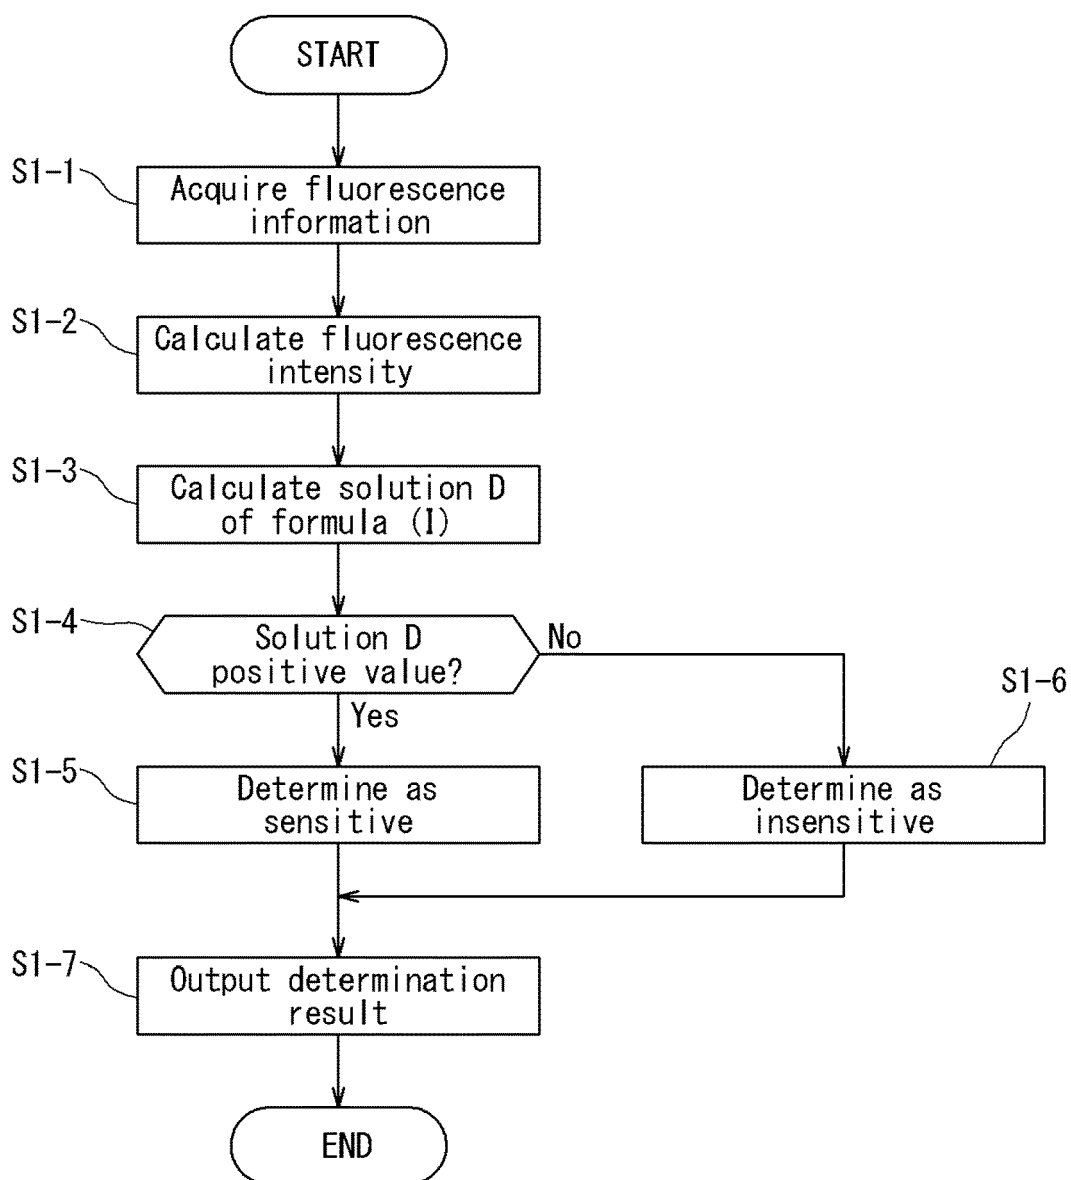 START
S1-1
Acquire fluorescence
information
S1-2
Calculate fluorescence
intensity
S1-3
Calculate solution D
of formula (I)
S1-4
Solution D
positive value?
No
Yes
S1-5
Determine as
sensitive
S1-6
Determine as
insensitive
S1-7
Output determination
result
END